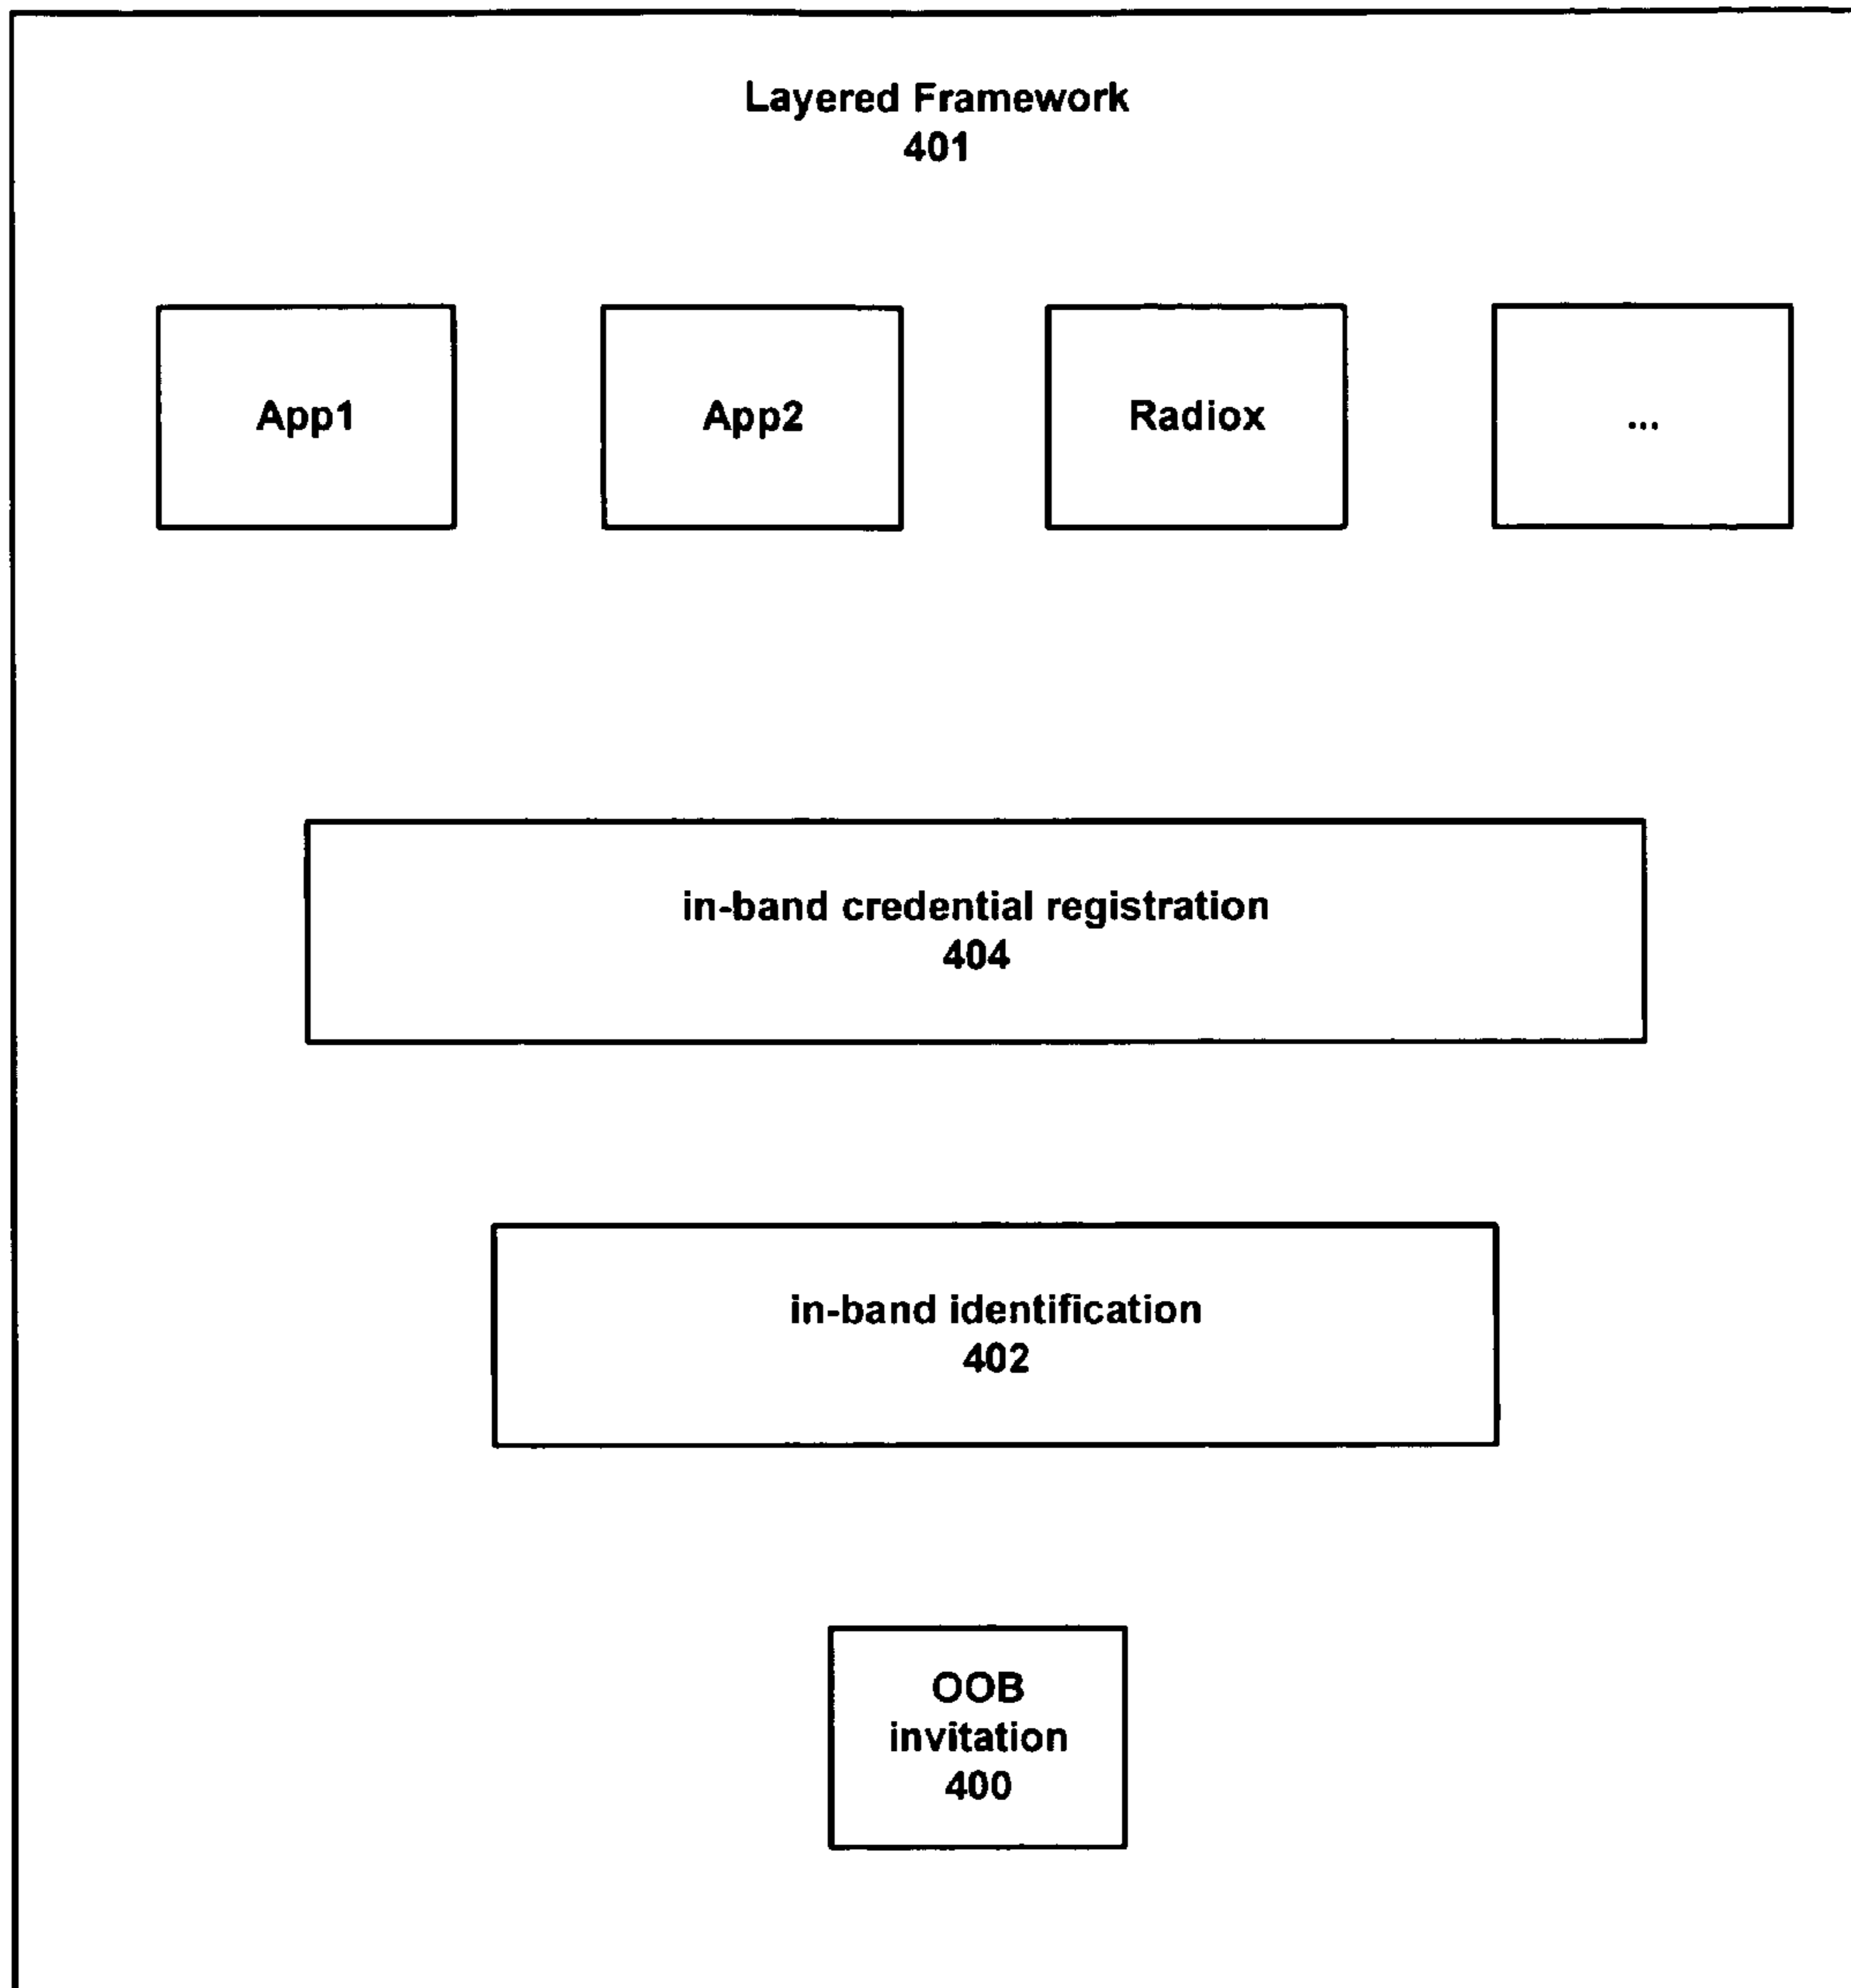 Layered Framework
401
App1
App2
Radiox
...
in-band credential registration
404
in-band identification
402
OOB
invitation
400